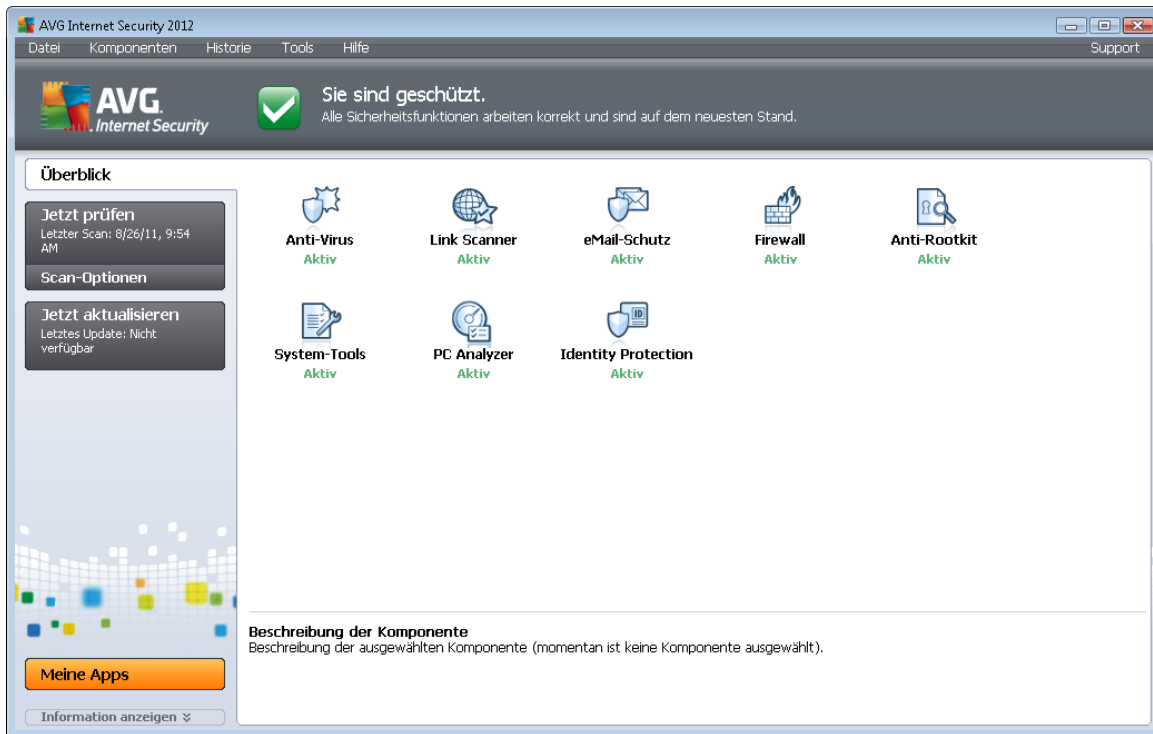 AVG Internet Security 2012
Datei Komponenten Historie Tools Hilfe Support
AVG.
Internet Security
Sie sind geschützt.
Alle Sicherheitsfunktionen arbeiten korrekt und sind auf dem neuesten Stand.
Überblick
Jetzt prüfen
Letzter Scan: 8/26/11, 9:54
AM
Scan-Optionen
Jetzt aktualisieren
Letztes Update: Nicht
verfügbar
Anti-Virus Link Scanner eMail-Schutz Firewall Anti-Rootkit
Aktiv Aktiv Aktiv Aktiv Aktiv
ID
System-Tools PC Analyzer Identity Protection
Aktiv Aktiv Aktiv
Beschreibung der Komponente
Beschreibung der ausgewählten Komponente (momentan ist keine Komponente ausgewählt).
Meine Apps
Information anzeigen